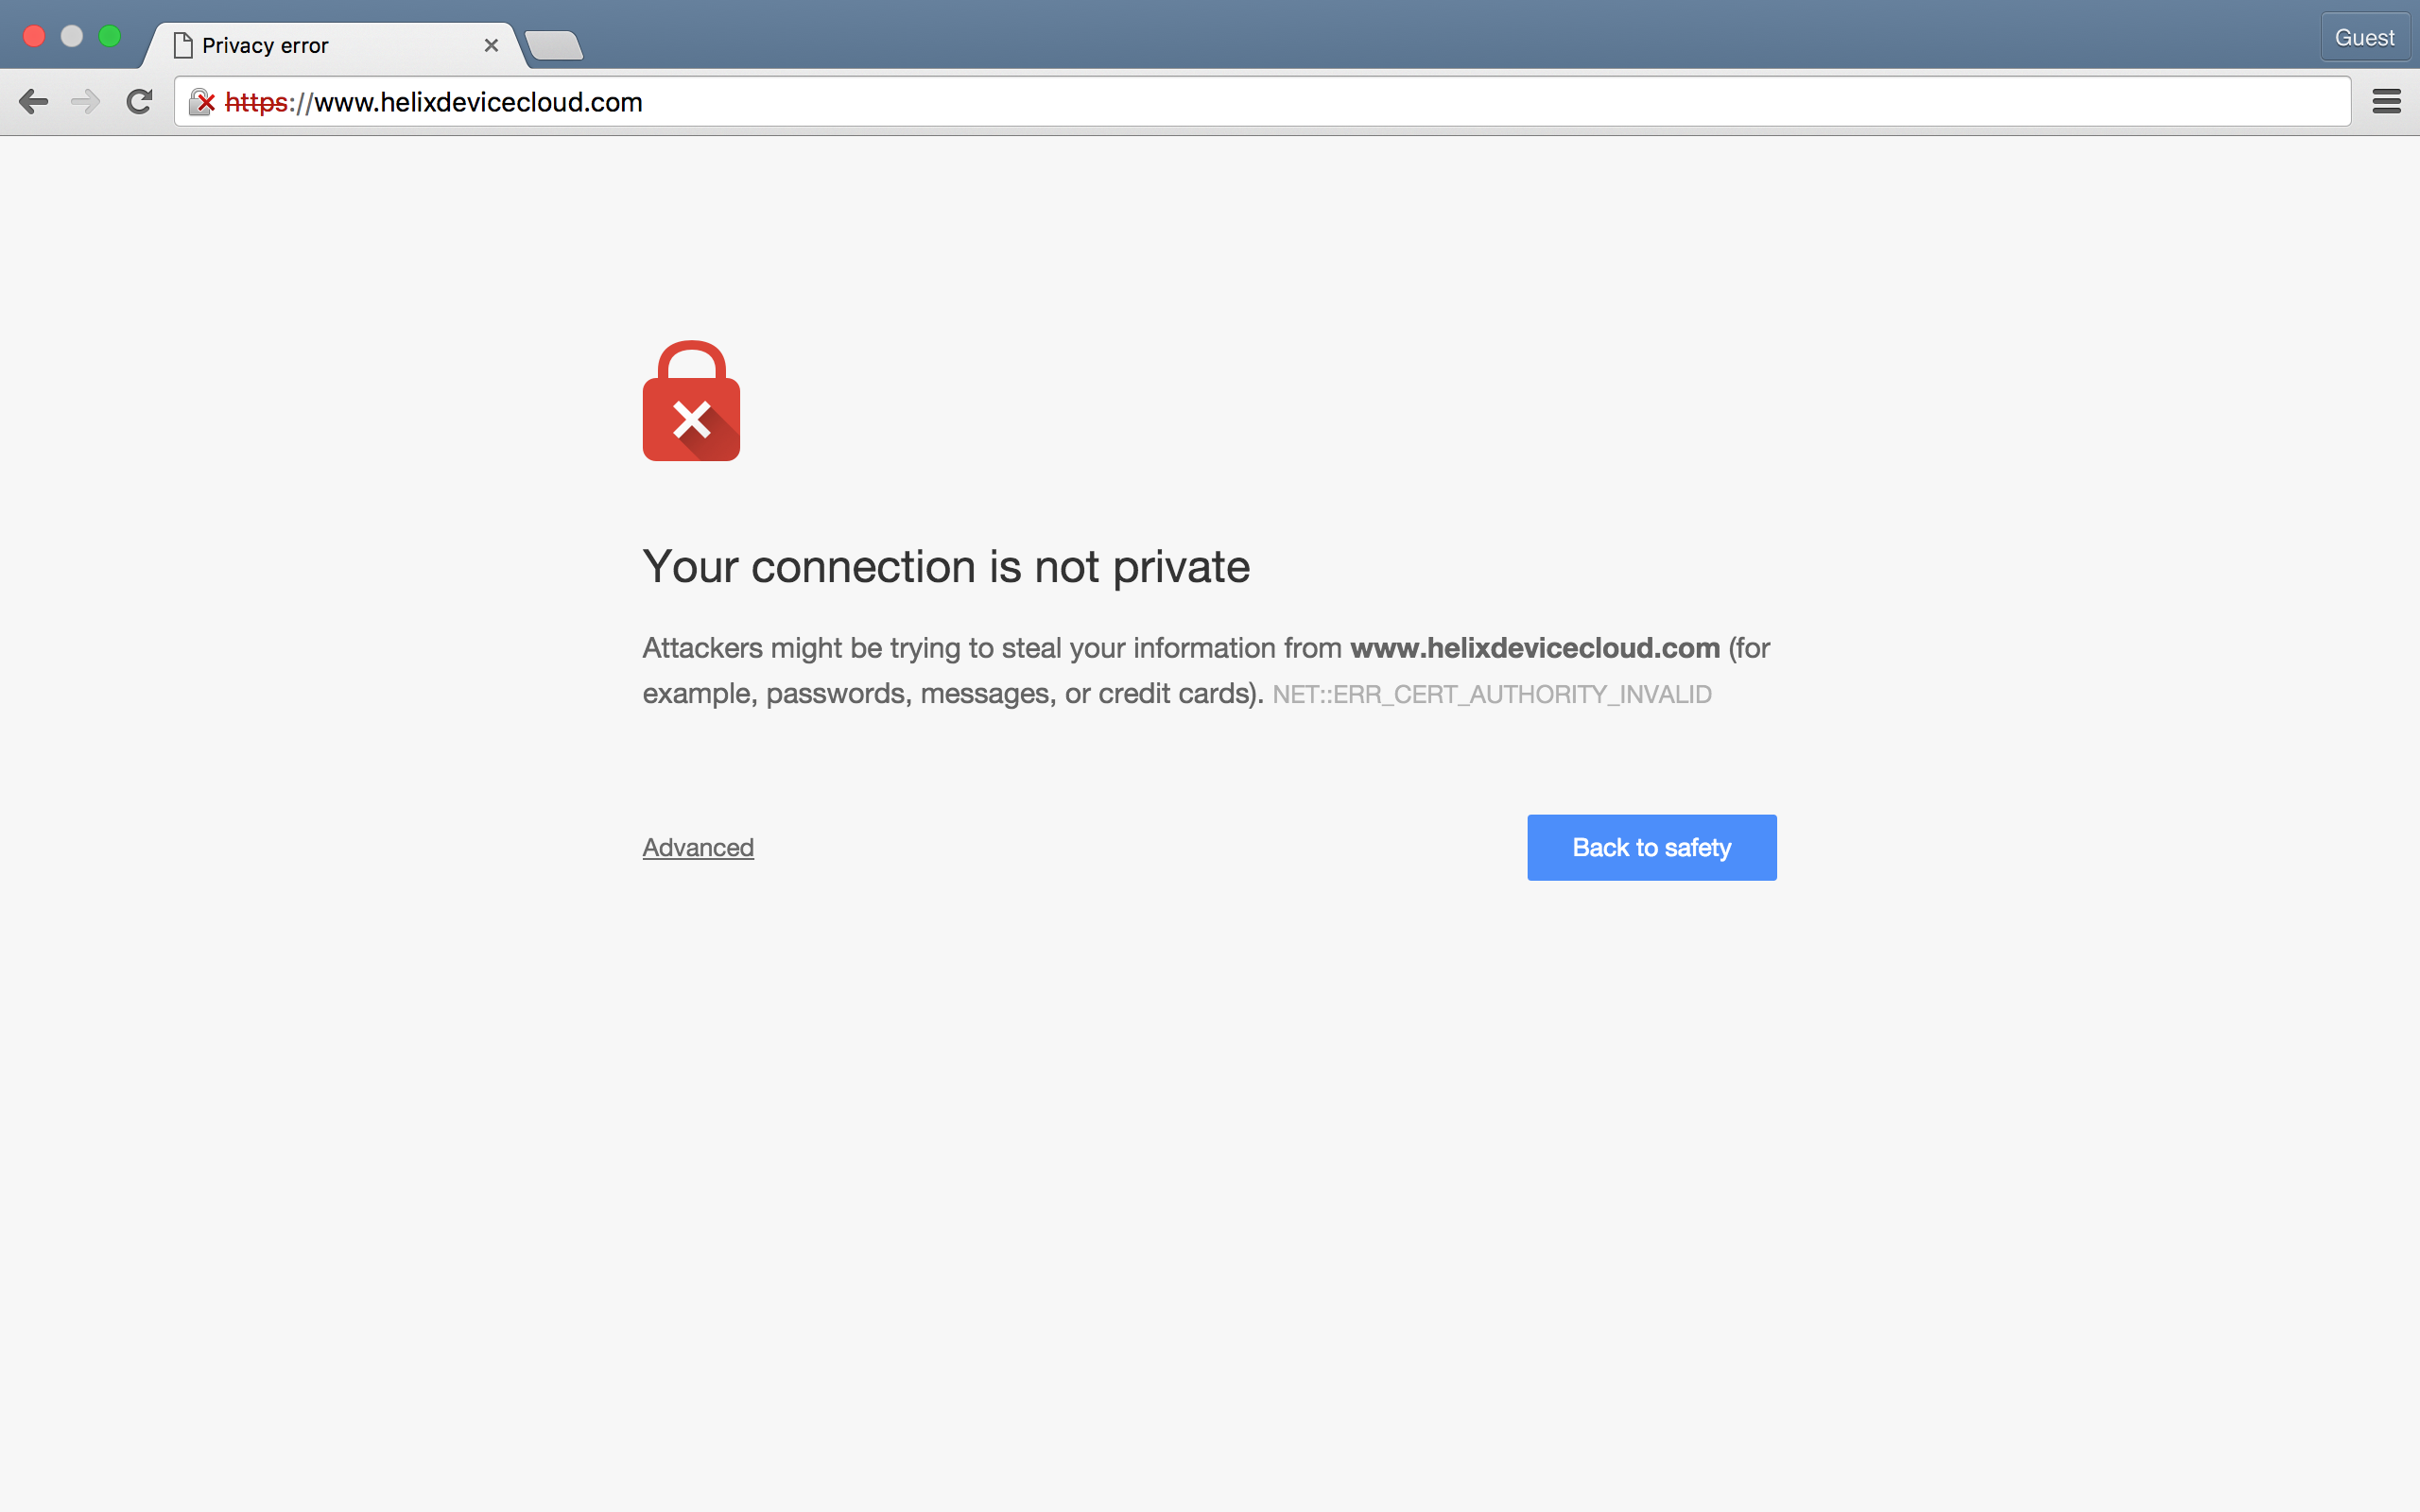 Privacy error
Guest
https://www.helixdevicecloud.com
Your connection is not private
Attackers might be trying to steal your information from www.helixdevicecloud.com (for
example, passwords, messages, or credit cards). NET::ERR_CERT_AUTHORITY_INVALID
Advanced
Back to safety